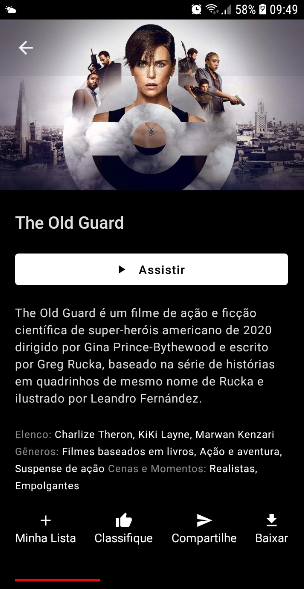 58% 09:49
The Old Guard
Assistir
The Old Guard é um filme de ação e ficção
científica de super-heróis americano de 2020
dirigido por Gina Prince-Bythewood e escrito
por Greg Rucka, baseado na série de histórias
em quadrinhos de mesmo nome de Rucka e
ilustrado por Leandro Fernández.
Elenco: Charlize Theron, KiKi Layne, Marwan Kenzari
Gêneros: Filmes baseados em livros, Ação e aventura,
Suspense de ação Cenas e Momentos: Realistas,
Empolgantes
Minha Lista Classifique Compartilhe Baixar